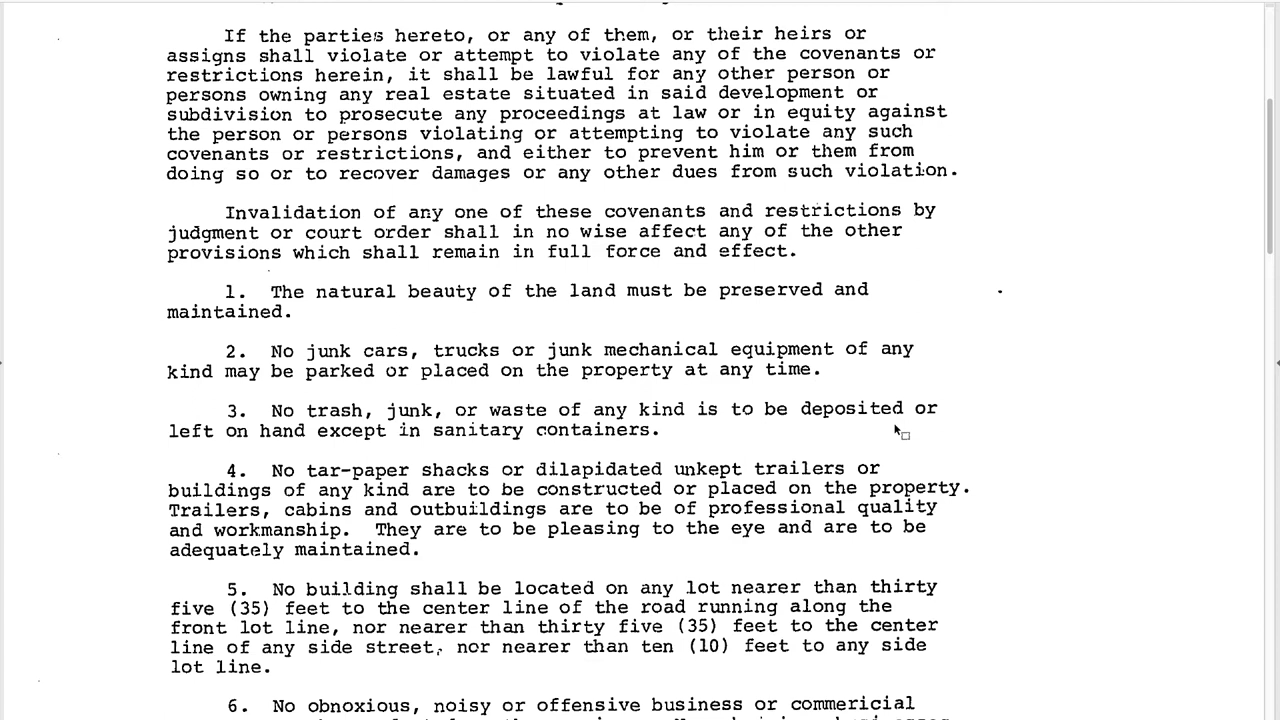 If the parties hereto, or any of them, or their heirs or
assigns shall violate or attempt to violate any of the covenants or
restrictions herein, it shall be lawful for any other person or
persons owning any real estate situated in said development or
subdivision to prosecute any proceedings at law or in equity against
the person or persons violating or attempting to violate any such
covenants or restrictions, and either to prevent him or them from
doing so or to recover damages or any other dues from such violation.
Invalidation of any one of these covenants and restrictions by
judgment or court order shall in no wise affect any of the other
provisions which shall remain in full force and effect.
1. The natural beauty of the land must be preserved and
maintained.
2. No junk cars, trucks or junk mechanical equipment of any
kind may be parked or placed on the property at any time.
3. No trash, junk, or waste of any kind is to be deposited or
left on hand except in sanitary containers.
4. No tar-paper shacks or dilapidated unkept trailers or
buildings of any kind are to be constructed or placed on the property.
Trailers, cabins and outbuildings are to be of professional quality
and workmanship. They are to be pleasing to the eye and are to be
adequately maintained.
5. No building shall be located on any lot nearer than thirty
five (35) feet to the center line of the road running along the
front lot line, nor nearer than thirty five (35) feet to the center
line of any side street, nor nearer than ten (10) feet to any side
lot line.
6. No obnoxious, noisy or offensive business or commericial